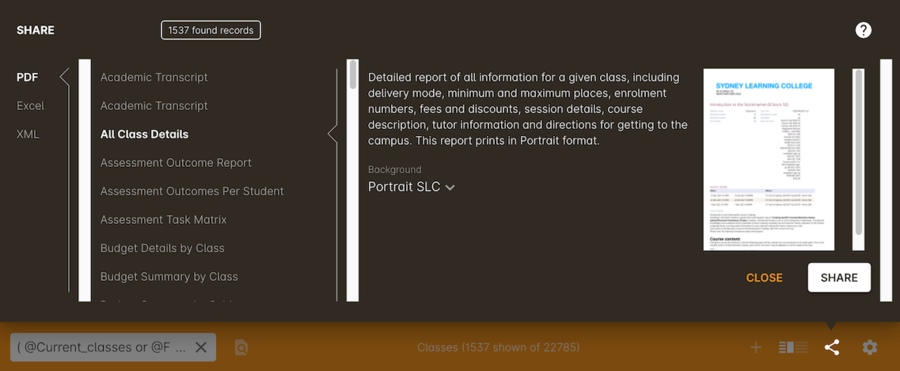 SHARE
1537 found records
PDF
Excel
XML
Academic Transcript
Academic Transcript
All Class Details
Assessment Outcome Report
Assessment Outcomes Per Student
Assessment Task Matrix
Budget Details by Class
Budget Summary by Class
Detailed report of all information for a given class, including
delivery mode, minimum and maximum places, enrolment
numbers, fees and discounts, session details, course
description, tutor information and directions for getting to the
campus. This report prints in Portrait format.
Background
Portrait SLC
SYDNEY LEARNING COLLEGE
Course content
CLOSE
SHARE
( @Current_classes or @F ...
Classes (1537 shown of 22785)